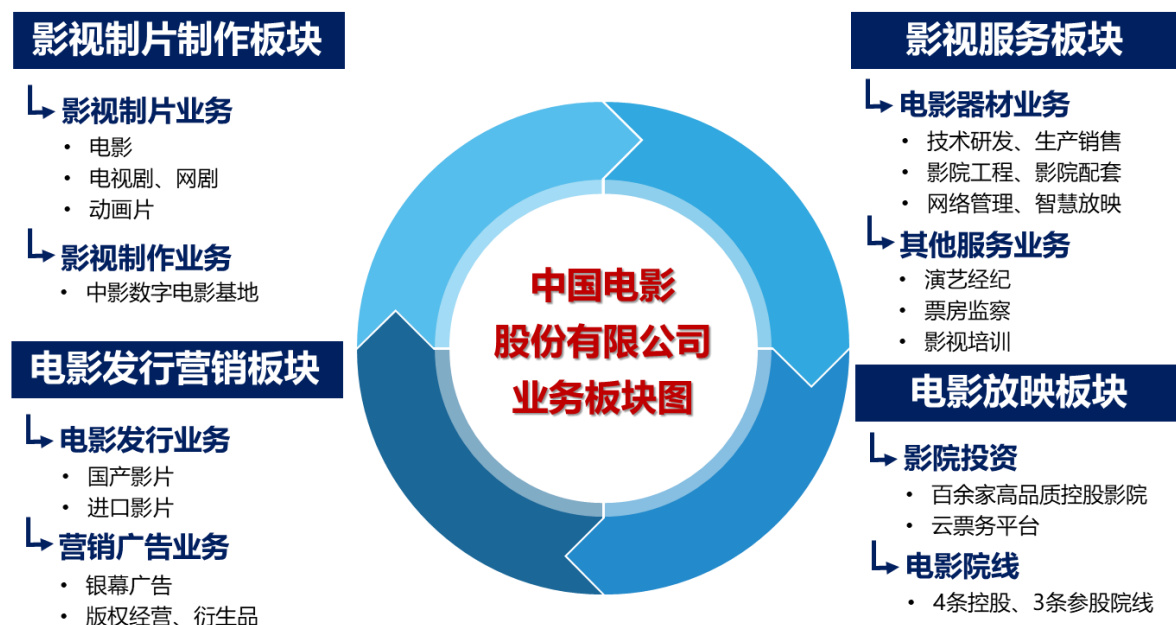 影视制片制作板块
影视制片业务
• 电影
• 电视剧、网剧
• 动画片
影视制作业务
• 中影数字电影基地
电影发行营销板块
电影发行业务
• 国产影片
• 进口影片
营销广告业务
• 银幕广告
• 版权经营、衍生品
中国电影
股份有限公司
业务板块图
影视服务板块
电影器材业务
• 技术研发、生产销售
• 影院工程、影院配套
• 网络管理、智慧放映
其他服务业务
• 演艺经纪
• 票房监察
• 影视培训
电影放映板块
影院投资
• 百余家高品质控股影院
• 云票务平台
电影院线
• 4条控股、3条参股院线